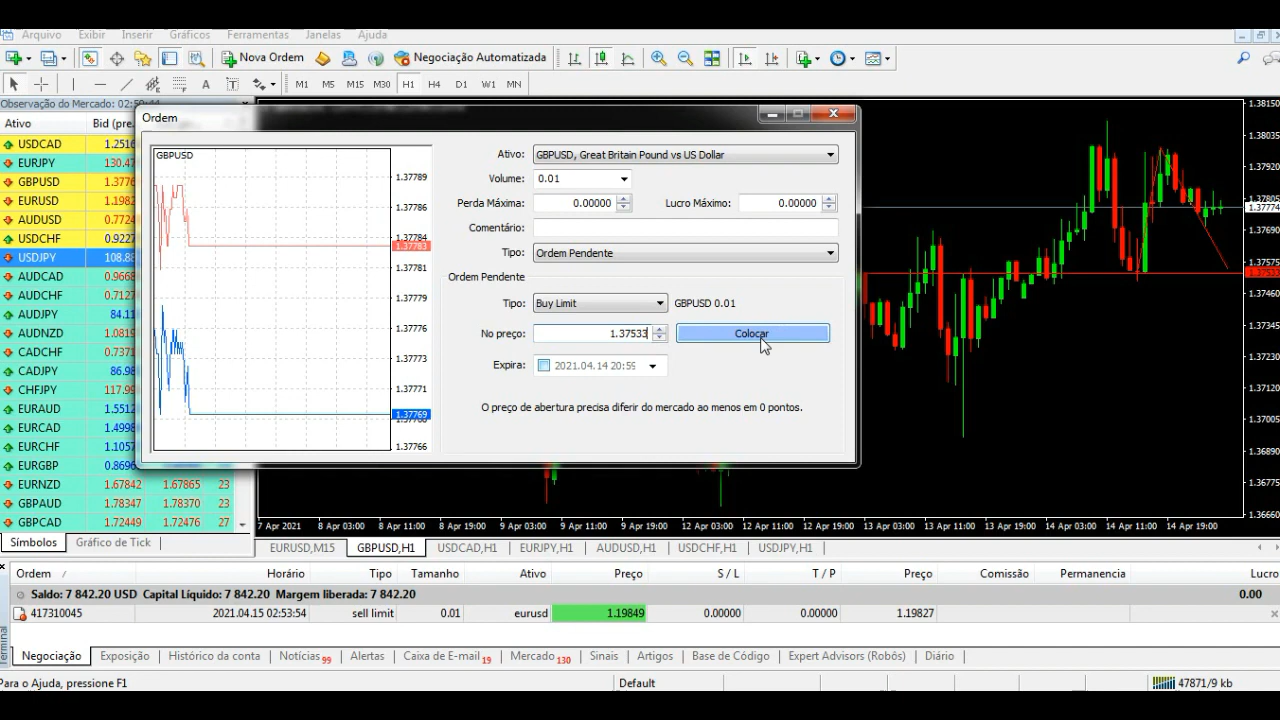 Arquivo Exibir Inserir Gráficos Ferramentas Janelas Ajuda
Nova Ordem Negociação Automatizada
A T M1 M5 M15 M30 H1 H4 D1 W1 MN
Observação do Mercado:
Ativo Bid (pre
USDCAD 1.2516
EURJPY 130.47
GBPUSD 1.3776
EURUSD 1.1982
AUDUSD 0.7724
USDCHF 0.9227
USDJPY 108.88
AUDCAD 0.9668
AUDCHF 0.7127
AUDJPY 84.11
AUDNZD 1.0819
CADCHF 0.7371
CADJPY 86.98
CHFJPY 117.99
EURAUD 1.5512
EURCAD 1.4998
EURCHF 1.1057
EURGBP 0.8696
EURNZD 1.67842 1.67865 23
GBPAUD 1.78347 1.78370 23
GBPCAD 1.72449 1.72476 27
Símbolos Gráfico de Tick
Ordem
GBPUSD
1.37789
1.37786
1.37784
1.37783
1.37781
1.37779
1.37776
1.37773
1.37771
1.37769
1.37766
Ativo: GBPUSD, Great Britain Pound vs US Dollar
Volume: 0.01
Perda Máxima: 0.00000 Lucro Máximo: 0.00000
Comentário:
Tipo: Ordem Pendente
Ordem Pendente
Tipo: Buy Limit GBPUSD 0.01
No preço: 1.37533 Colocar
Expira: 2021.04.14 20:59
O preço de abertura precisa diferir do mercado ao menos em 0 pontos.
1.38150
1.38035
1.37920
1.37805
1.37774
1.37690
1.37575
1.37350
1.37235
1.37120
1.37005
1.36890
1.36775
1.36660
7 Apr 2021 8 Apr 03:00 8 Apr 11:00 8 Apr 19:00 9 Apr 03:00 9 Apr 11:00 9 Apr 19:00 12 Apr 03:00 12 Apr 11:00 12 Apr 19:00 13 Apr 03:00 13 Apr 11:00 13 Apr 19:00 14 Apr 03:00 14 Apr 11:00 14 Apr 19:00
EURUSD,M15 GBPUSD,H1 USDCAD,H1 EURJPY,H1 AUDUSD,H1 USDCHF,H1 USDJPY,H1
Ordem / Horário Tipo Tamanho Ativo Preço S / L T / P Preço Comissão Permanencia Lucro
Saldo: 7 842.20 USD Capital Líquido: 7 842.20 Margem liberada: 7 842.20 0.00
417310045 2021.04.15 02:53:54 sell limit 0.01 eurusd 1.19849 0.00000 0.00000 1.19827
Terminal
Negociação Exposição Histórico da conta Notícias 99 Alertas Caixa de E-mail 19 Mercado 130 Sinais Artigos Base de Código Expert Advisors (Robôs) Diário
Para o Ajuda, pressione F1 Default 47871/9 kb